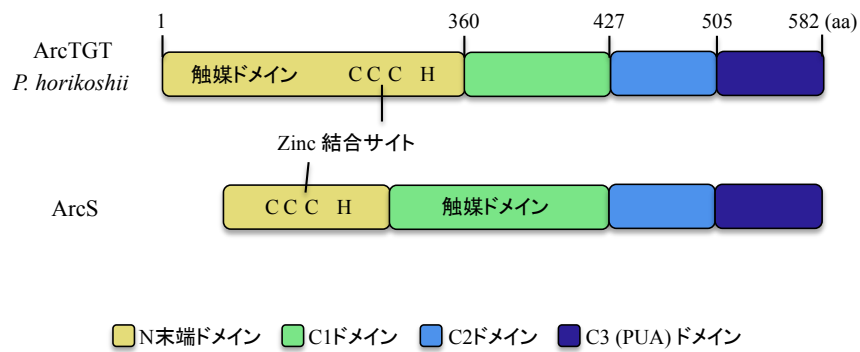 1 360 427 505 582 (aa)
ArcTGT
P. horikoshii
触媒ドメイン C C C H
Zinc 結合サイト
ArcS
C C C H 触媒ドメイン
N末端ドメイン C1ドメイン C2ドメイン C3 (PUA) ドメイン